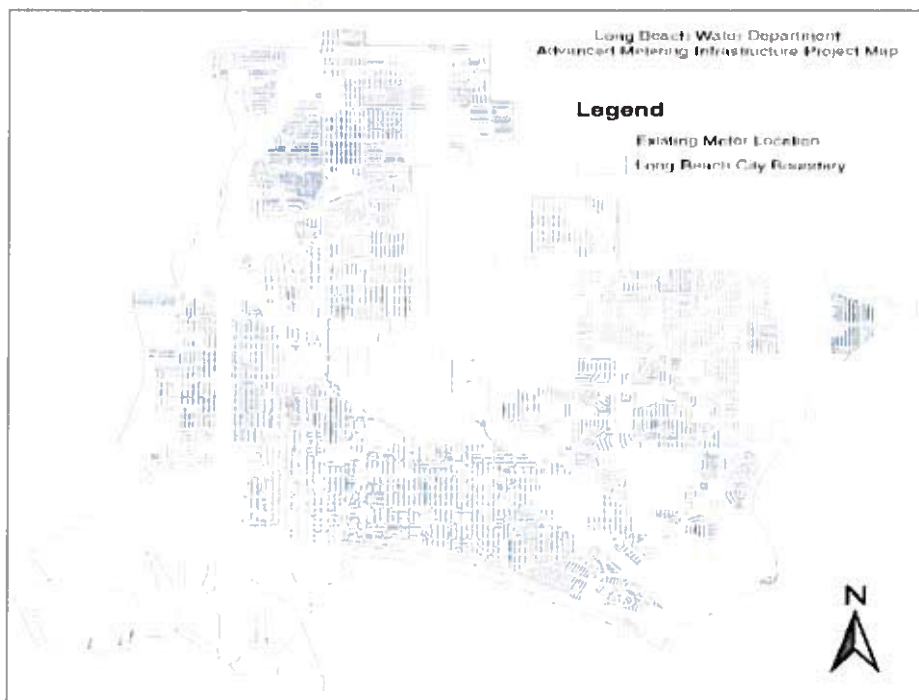 Long Beach Water Department
Advanced Metering Infrastructure Project Map
Legend
Existing Meter Location
Long Beach City Boundary
N